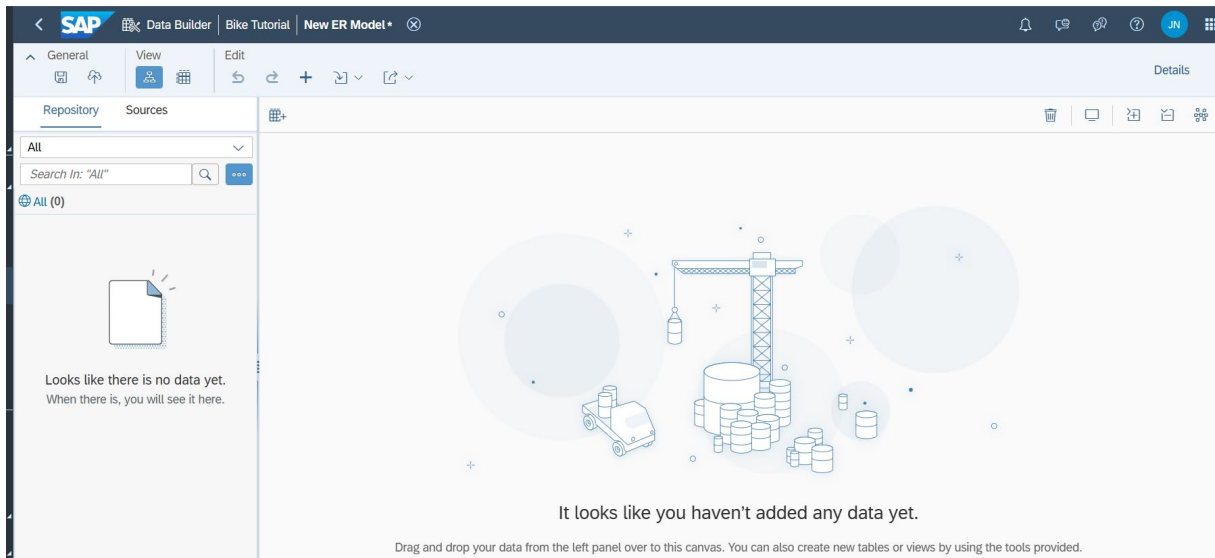 SAP Data Builder Bike Tutorial New ER Model* JN
General View Edit
Details
Repository Sources
All
Search In: "All"
All (0)
Looks like there is no data yet.
When there is, you will see it here.
It looks like you haven't added any data yet.
Drag and drop your data from the left panel over to this canvas. You can also create new tables or views by using the tools provided.